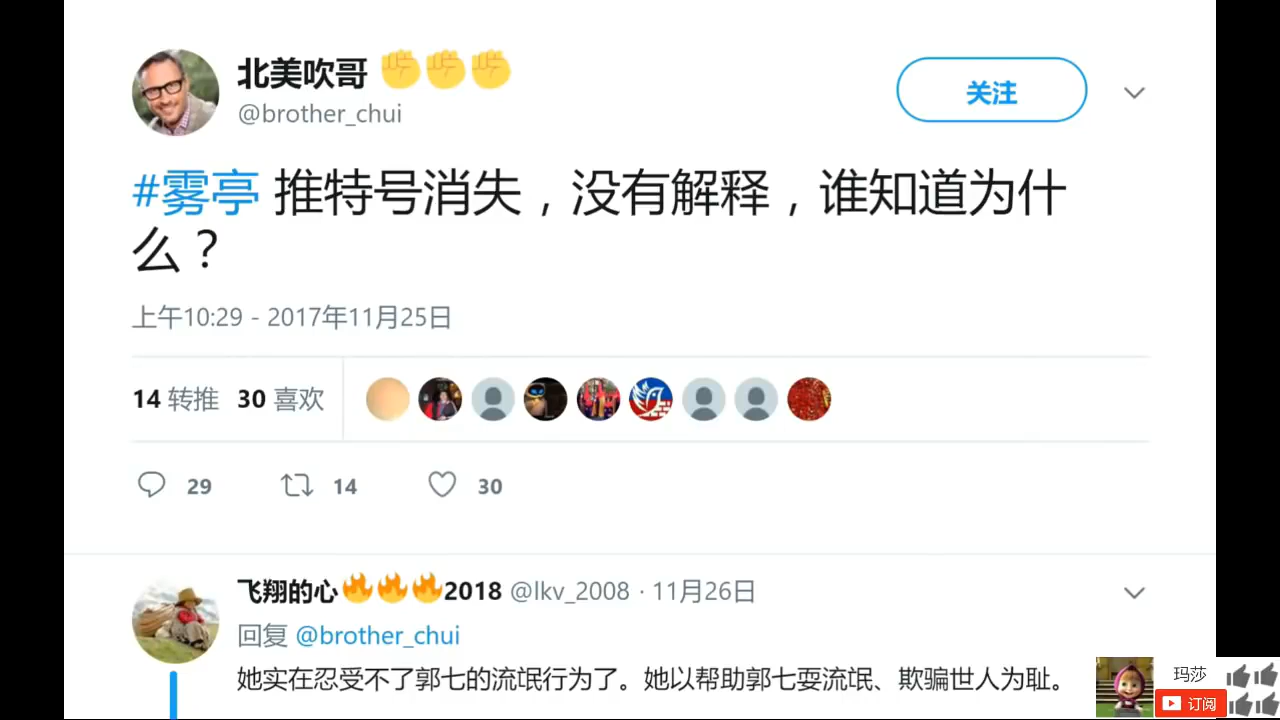 北美吹哥 ✊✊✊
@brother_chui
关注
#雾亭 推特号消失，没有解释，谁知道为什
么？
上午10:29 - 2017年11月25日
14 转推 30 喜欢
29 14 30
飞翔的心🔥🔥🔥2018 @lkv_2008 · 11月26日
回复 @brother_chui
她实在忍受不了郭七的流氓行为了。她以帮助郭七耍流氓、欺骗世人为耻。
玛莎
订阅